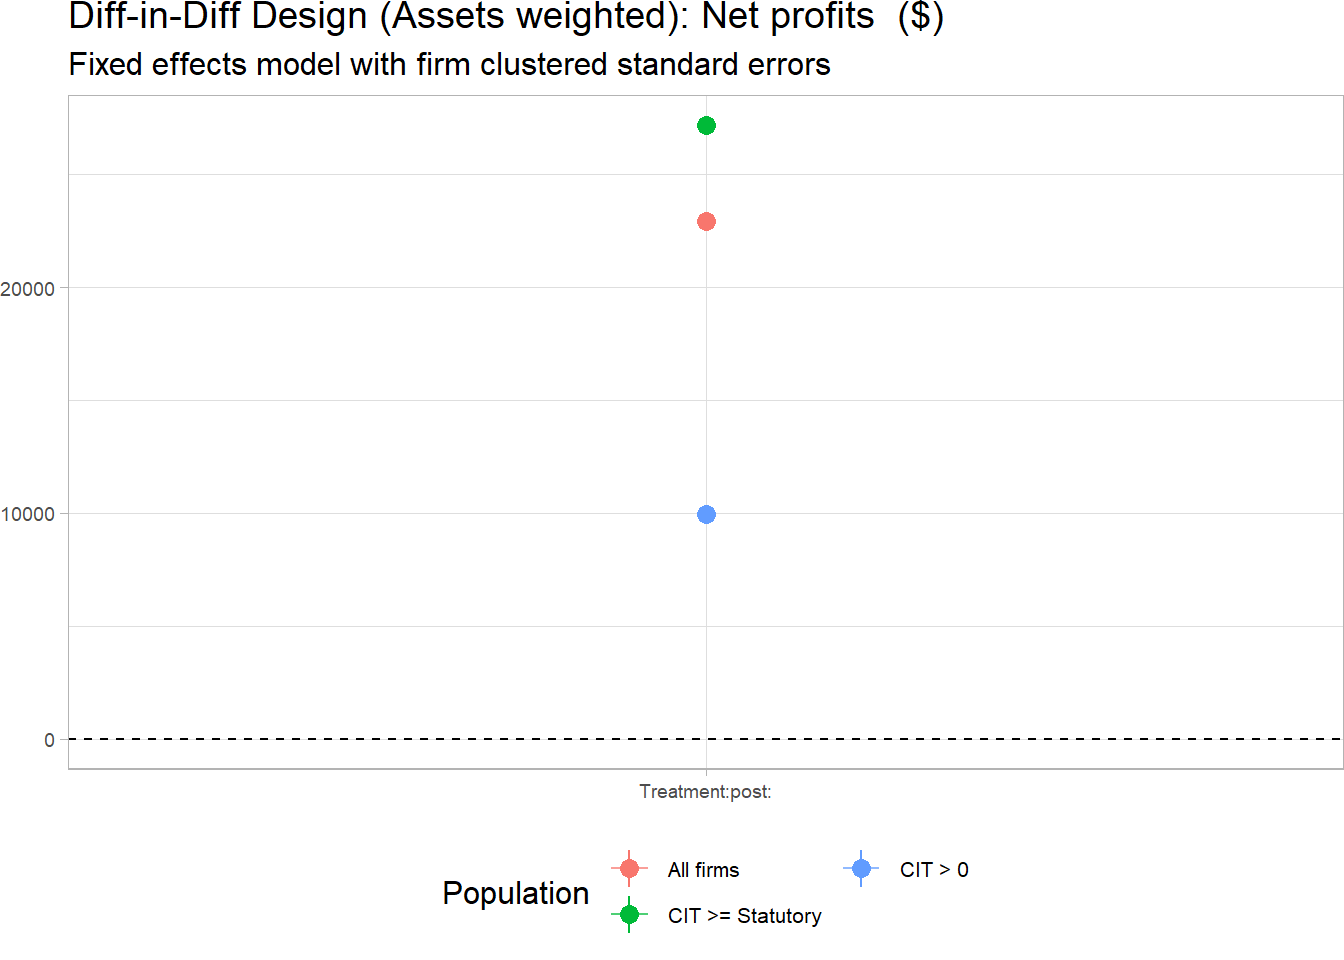 Diff-in-Diff Design (Assets weighted): Net profits  ($)
Fixed effects model with firm clustered standard errors
20000
10000
0
Treatment:post:
Population
All firms
CIT > 0
CIT >= Statutory